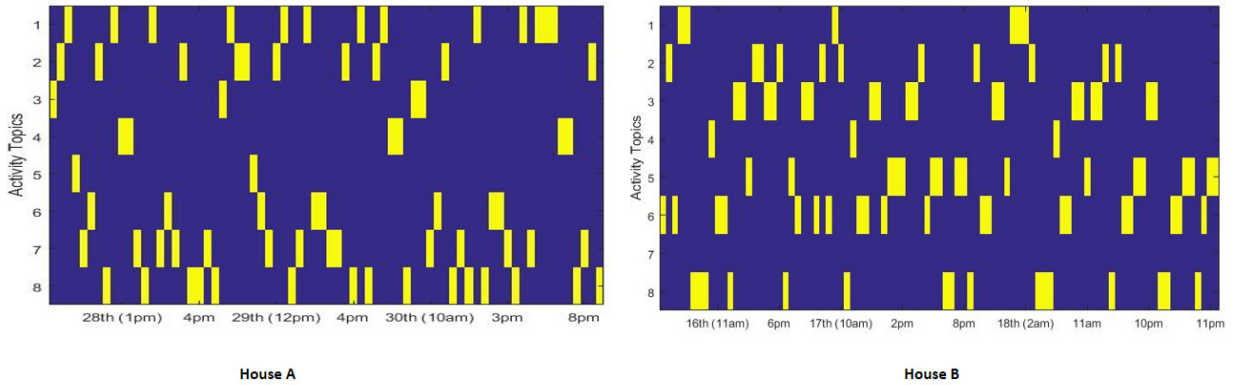 Activity Topics
1
2
3
4
5
6
7
8
28th (1pm) 4pm 29th (12pm) 4pm 30th (10am) 3pm 8pm
House A
Activity Topics
1
2
3
4
5
6
7
8
16th (11am) 6pm 17th (10am) 2pm 8pm 18th (2am) 11am 10pm 11pm
House B